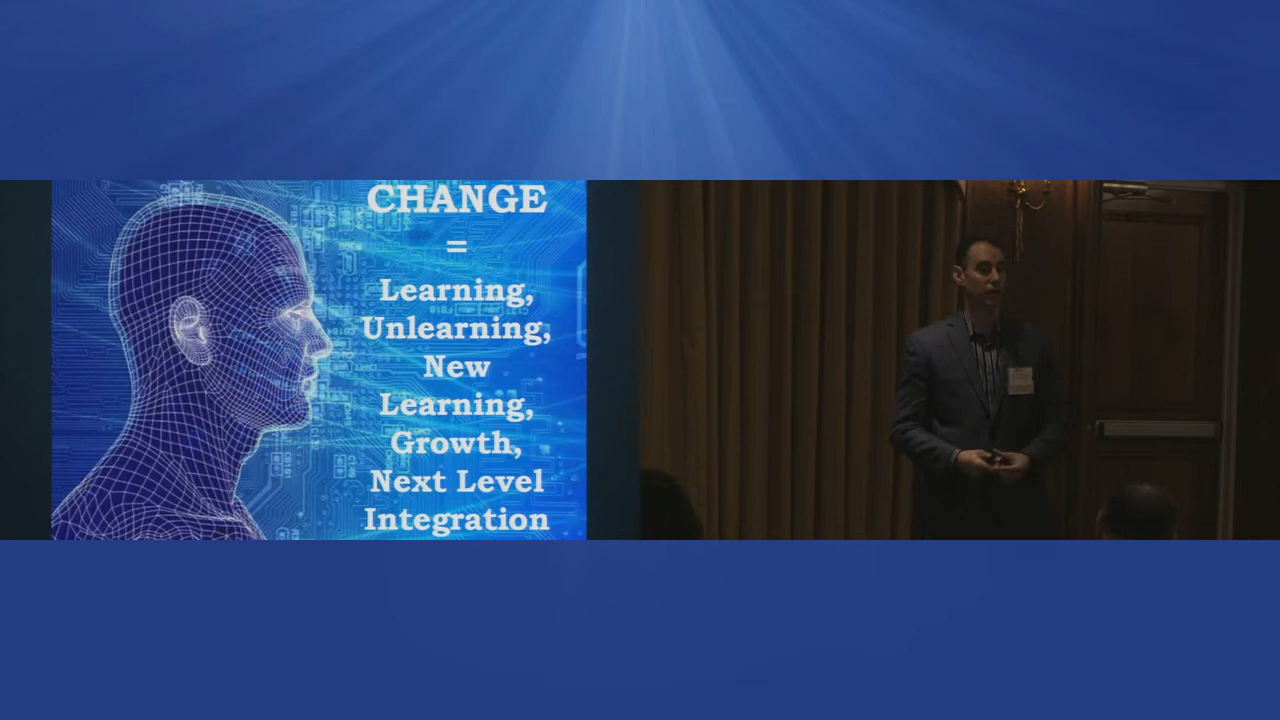 CHANGE
=
Learning,
Unlearning,
New
Learning,
Growth,
Next Level
Integration